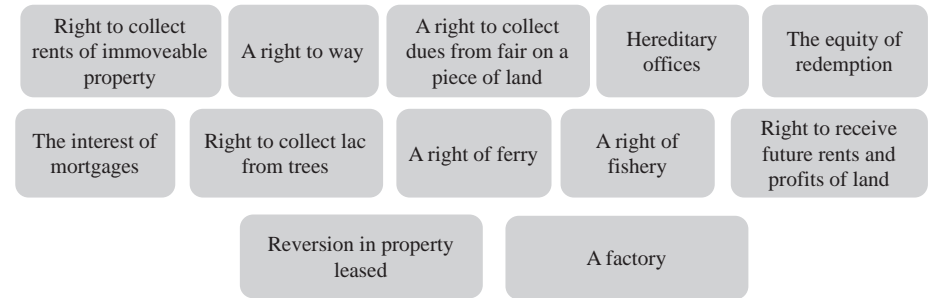 Right to collect
rents of immoveable
property
A right to way
A right to collect
dues from fair on a
piece of land
Hereditary
offices
The equity of
redemption
The interest of
mortgages
Right to collect lac
from trees
A right of ferry
A right of
fishery
Right to receive
future rents and
profits of land
Reversion in property
leased
A factory